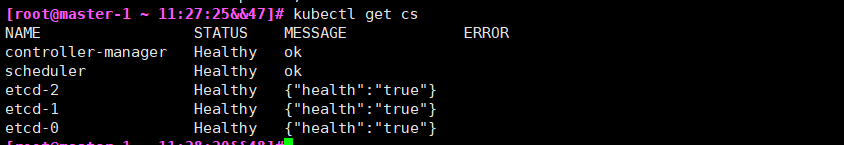 [root@master-1 ~ 11:27:25&&47]# kubectl get cs
NAME STATUS MESSAGE ERROR
controller-manager Healthy ok
scheduler Healthy ok
etcd-2 Healthy {"health":"true"}
etcd-1 Healthy {"health":"true"}
etcd-0 Healthy {"health":"true"}